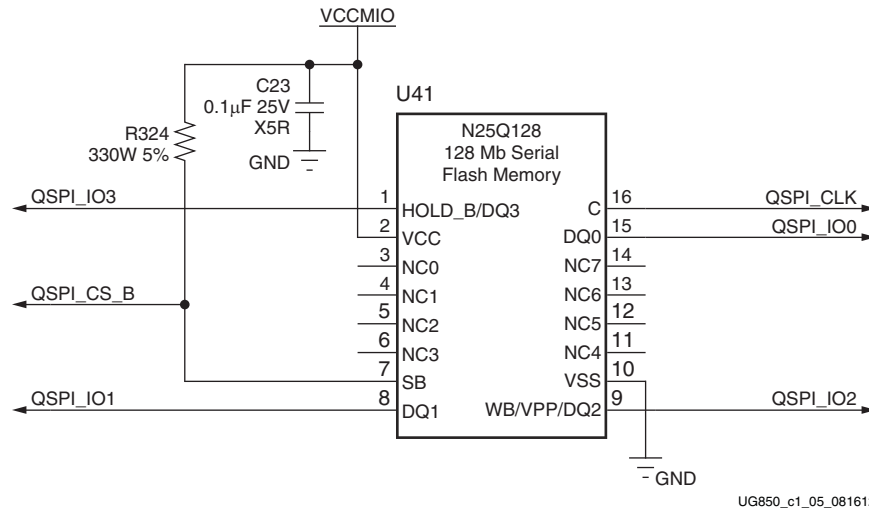 VCCMIO
C23
0.1µF 25V
X5R
GND
R324
330W 5%
U41
N25Q128
128 Mb Serial
Flash Memory
QSPI_IO3
1
HOLD_B/DQ3
2
VCC
3
NC0
4
NC1
QSPI_CS_B
5
NC2
6
NC3
7
SB
QSPI_IO1
8
DQ1
C
16
QSPI_CLK
DQ0
15
QSPI_IO0
NC7
14
NC6
13
NC5
12
NC4
11
VSS
10
WB/VPP/DQ2
9
QSPI_IO2
GND